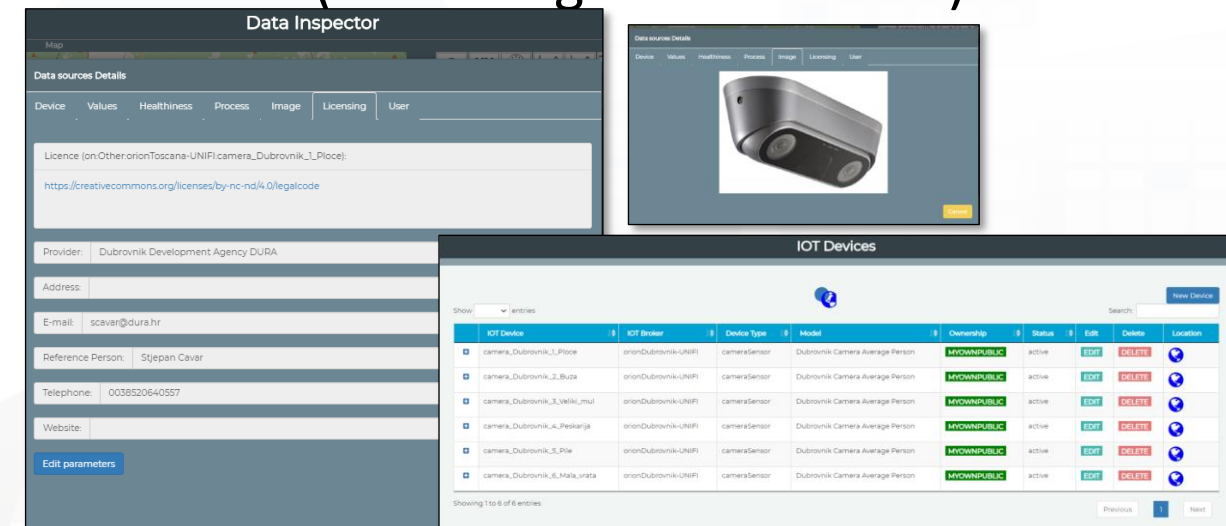 Data Inspector
Map
Data sources Details
Device Values Healthiness Process Image Licensing User
Licence (on:Other:orionToscana-UNIFI:camera_Dubrovnik_1_Ploce):
https://creativecommons.org/licenses/by-nc-nd/4.0/legalcode
Provider: Dubrovnik Development Agency DURA
Address:
E-mail: scavar@dura.hr
Reference Person: Stjepan Cavar
Telephone: 0038520640557
Website:
Edit parameters
Data sources Details
Device Values Healthiness Process Image Licensing User
Cancel
IOT Devices
New Device
Show entries Search:
IOT Device IOT Broker Device Type Model Ownership Status Edit Delete Location
camera_Dubrovnik_1_Ploce orionDubrovnik-UNIFI cameraSensor Dubrovnik Camera Average Person MYOWNPUBLIC active EDIT DELETE
camera_Dubrovnik_2_Buza orionDubrovnik-UNIFI cameraSensor Dubrovnik Camera Average Person MYOWNPUBLIC active EDIT DELETE
camera_Dubrovnik_3_Veliki_mul orionDubrovnik-UNIFI cameraSensor Dubrovnik Camera Average Person MYOWNPUBLIC active EDIT DELETE
camera_Dubrovnik_4_Peskarija orionDubrovnik-UNIFI cameraSensor Dubrovnik Camera Average Person MYOWNPUBLIC active EDIT DELETE
camera_Dubrovnik_5_Pile orionDubrovnik-UNIFI cameraSensor Dubrovnik Camera Average Person MYOWNPUBLIC active EDIT DELETE
camera_Dubrovnik_6_Mala_vrata orionDubrovnik-UNIFI cameraSensor Dubrovnik Camera Average Person MYOWNPUBLIC active EDIT DELETE
Showing 1 to 6 of 6 entries
Previous 1 Next